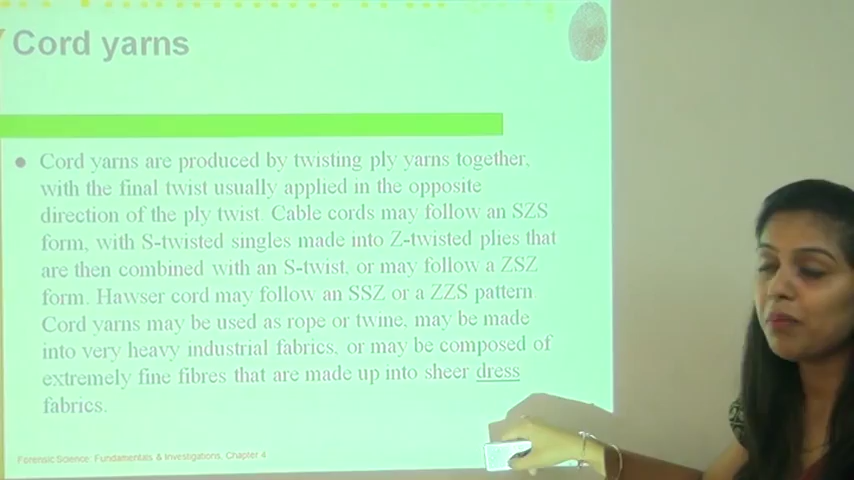 Cord yarns
Cord yarns are produced by twisting ply yarns together,
with the final twist usually applied in the opposite
direction of the ply twist. Cable cords may follow an SZS
form, with S-twisted singles made into Z-twisted plies that
are then combined with an S-twist, or may follow a ZSZ
form. Hawser cord may follow an SSZ or a ZZS pattern.
Cord yarns may be used as rope or twine, may be made
into very heavy industrial fabrics, or may be composed of
extremely fine fibres that are made up into sheer dress
fabrics.
Forensic Science: Fundamentals & Investigations, Chapter 4